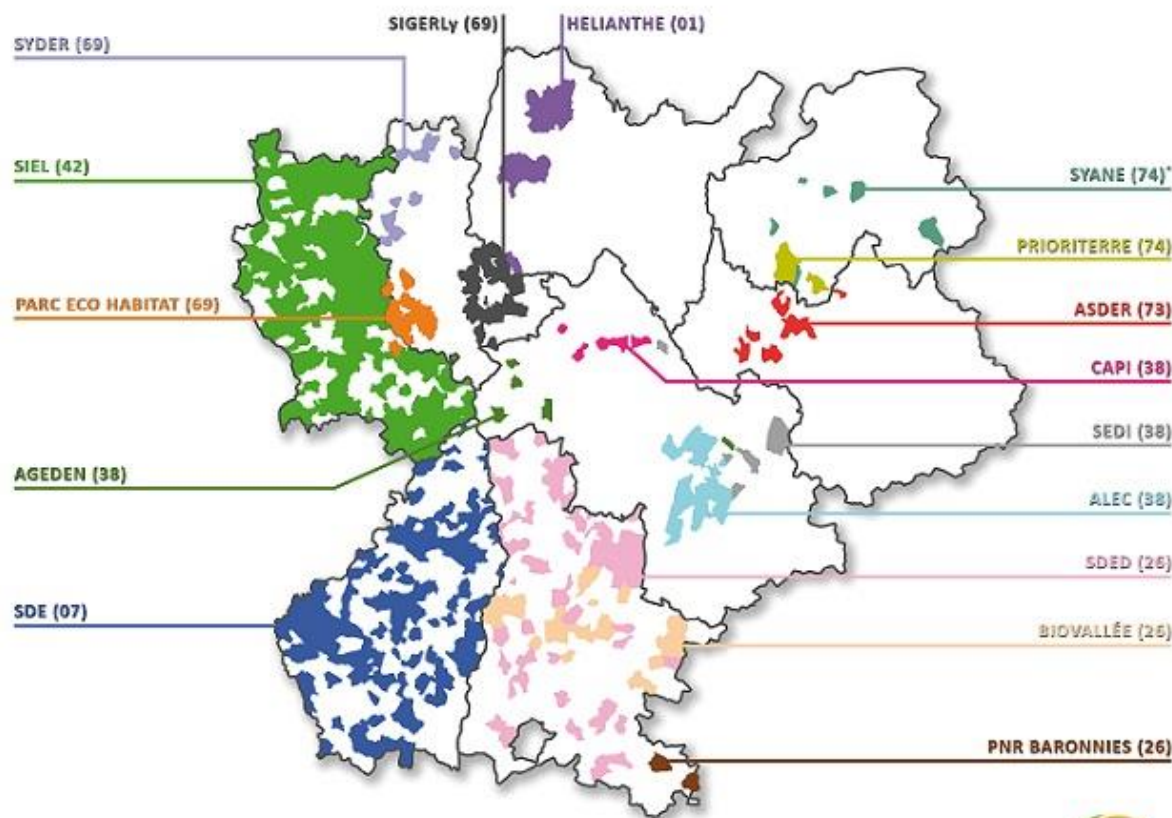 SIGERLy (69)
HELIANTHE (01)
SYDER (69)
SIEL (42)
SYANE (74)*
PRIORITERRE (74)
PARC ECO HABITAT (69)
ASDER (73)
CAPI (38)
SEDI (38)
AGEDEN (38)
ALEC (38)
SDED (26)
SDE (07)
BIOVALLÉE (26)
PNR BARONNIES (26)